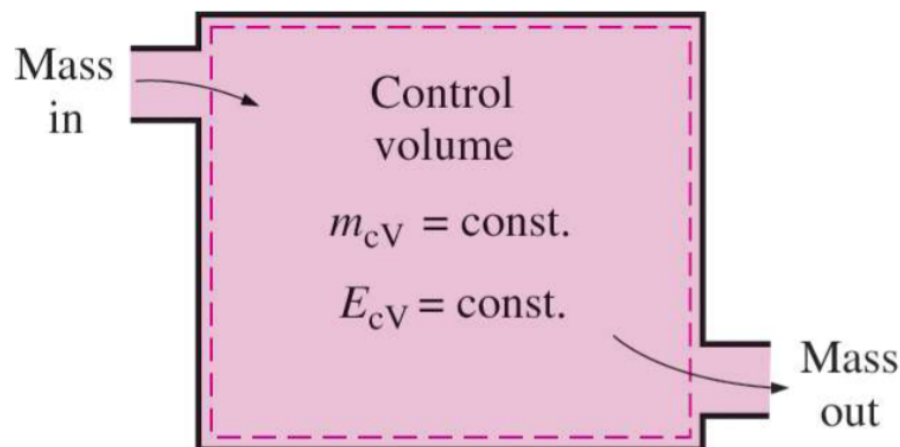 Mass
in
Control
volume
m_cV = const.
E_cV = const.
Mass
out